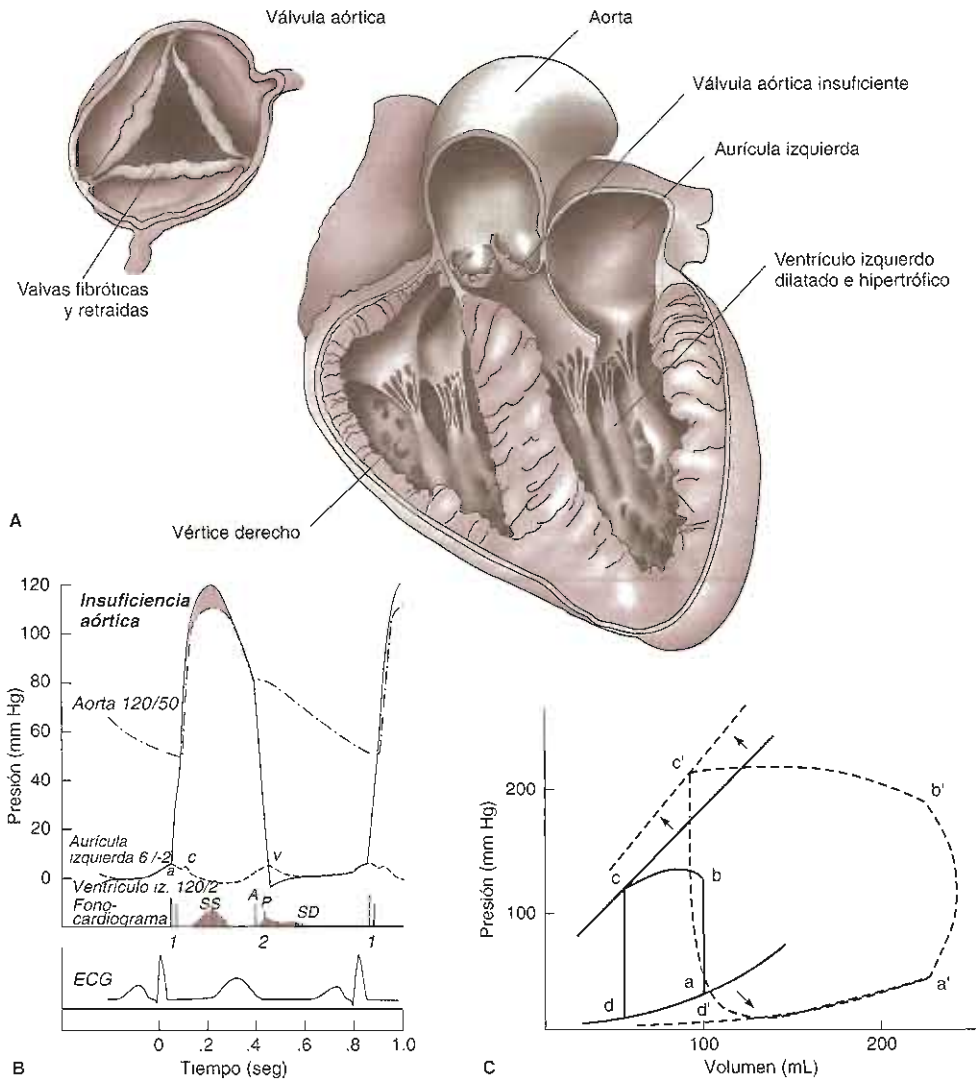 Válvula aórtica
Aorta
Válvula aórtica insuficiente
Aurícula izquierda
Ventrículo izquierdo
dilatado e hipertrófico
Valvas fibróticas
y retraidas
Vértice derecho
A
Insuficiencia
aórtica
Presión (mm Hg)
120
100
80
60
40
20
0
Aorta 120/50
Aurícula
izquierda 6/-2
a
c
v
Ventrículo iz. 120/2
Fono-
cardiograma
SS
A
P
SD
1
2
1
ECG
0
.2
.4
.6
.8
1.0
Tiempo (seg)
B
Presión (mm Hg)
200
100
c'
b'
c
b
a
d
d'
a'
100
200
Volumen (mL)
C